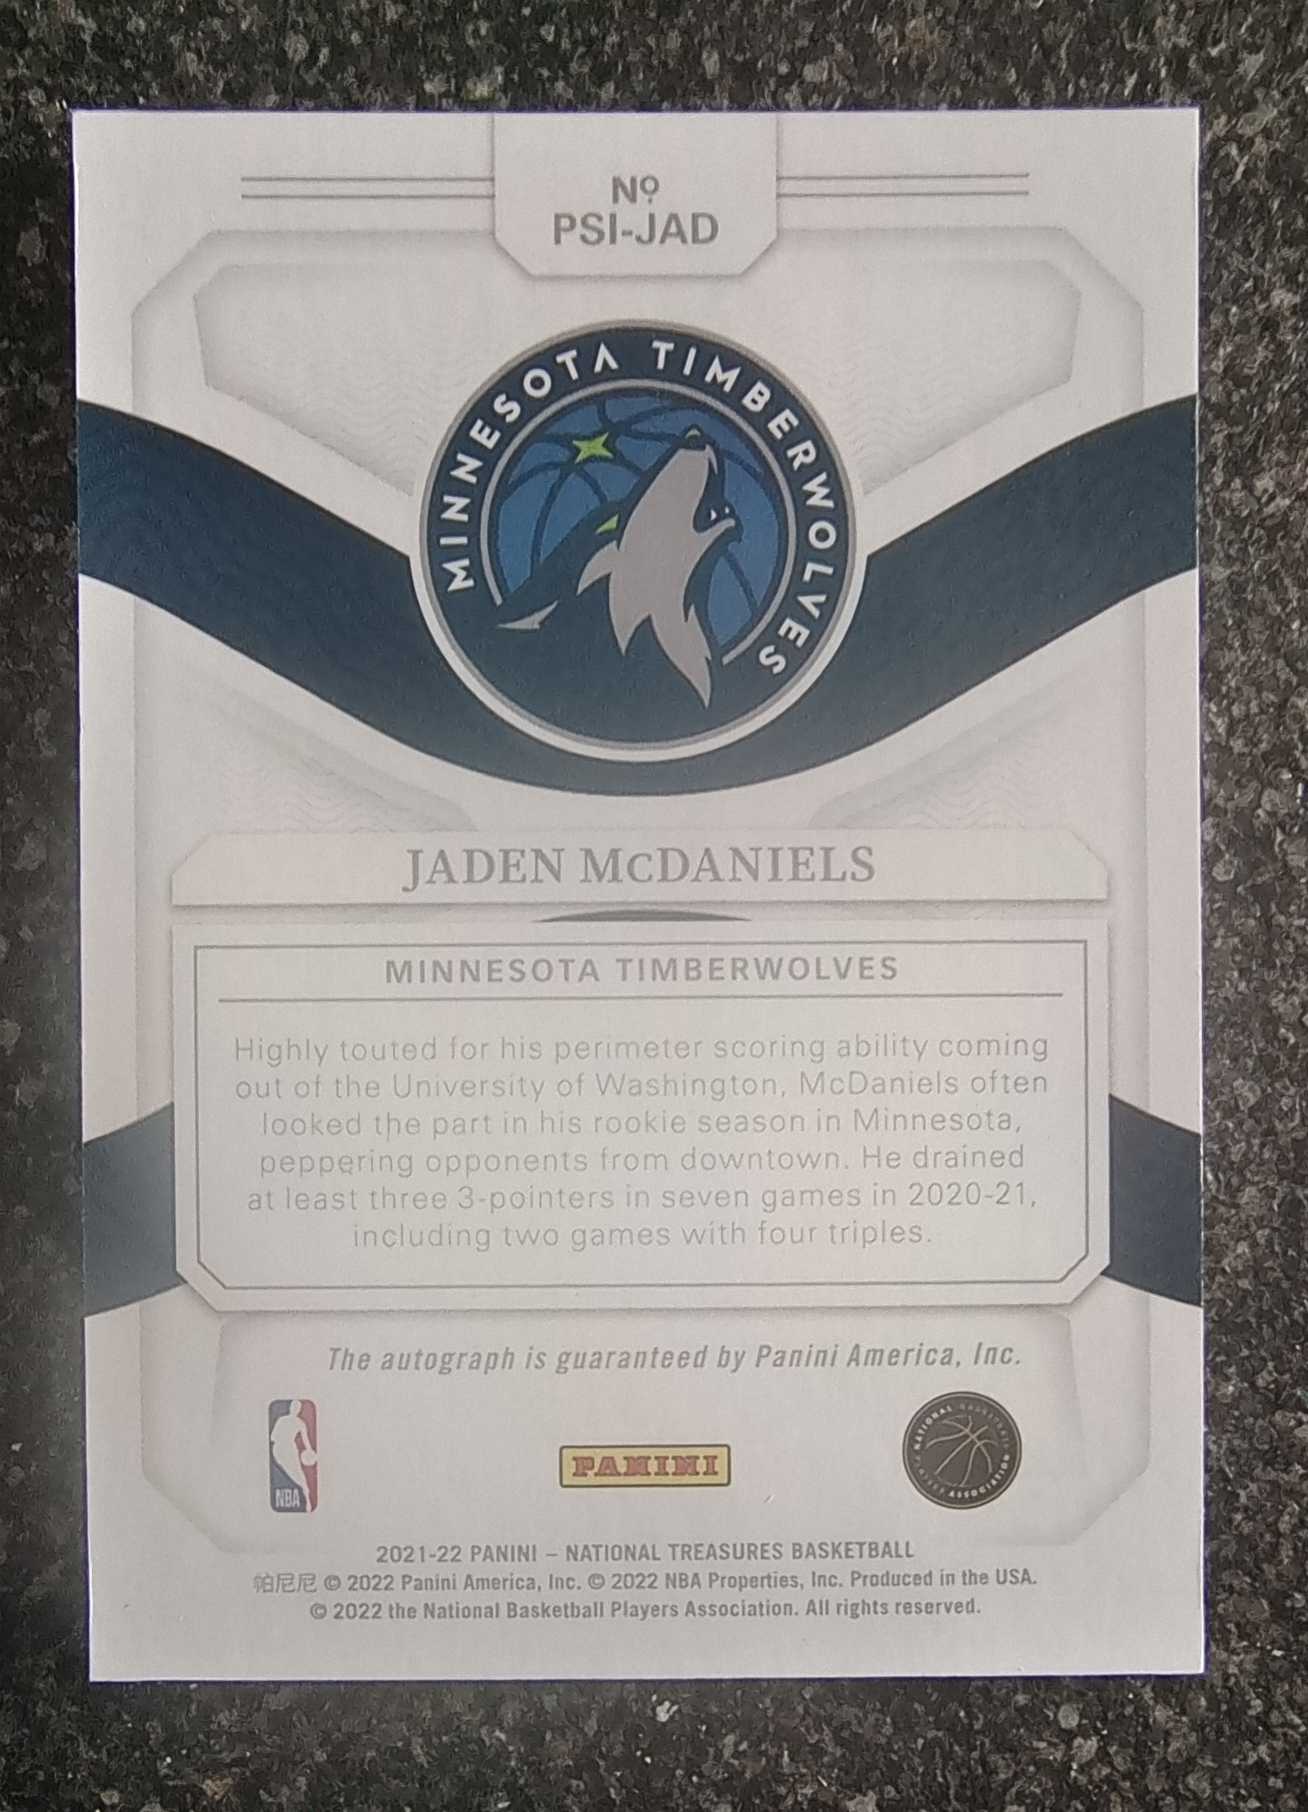 Nº
PSI-JAD
MINNESOTA TIMBERWOLVES
JADEN McDANIELS
MINNESOTA TIMBERWOLVES
Highly touted for his perimeter scoring ability coming
out of the University of Washington, McDaniels often
looked the part in his rookie season in Minnesota,
peppering opponents from downtown. He drained
at least three 3-pointers in seven games in 2020-21,
including two games with four triples.
The autograph is guaranteed by Panini America, Inc.
NBA
PANINI
NATIONAL BASKETBALL PLAYERS ASSOCIATION
2021-22 PANINI – NATIONAL TREASURES BASKETBALL
帕尼尼 © 2022 Panini America, Inc. © 2022 NBA Properties, Inc. Produced in the USA.
© 2022 the National Basketball Players Association. All rights reserved.